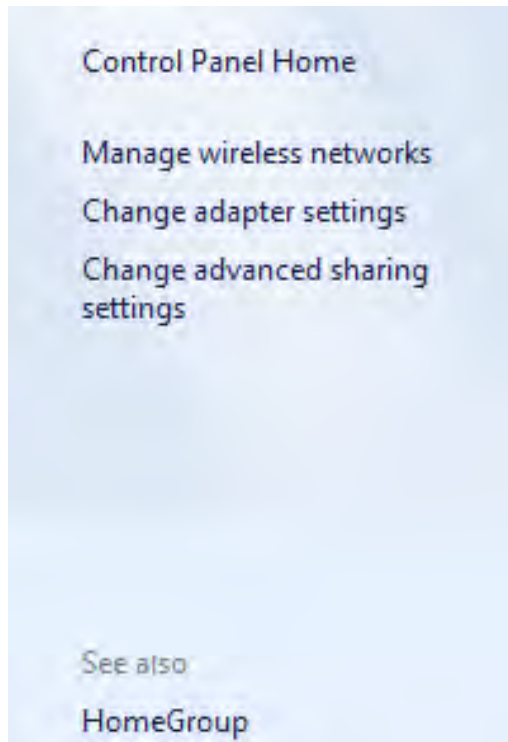 Control Panel Home
Manage wireless networks
Change adapter settings
Change advanced sharing
settings
See also
HomeGroup